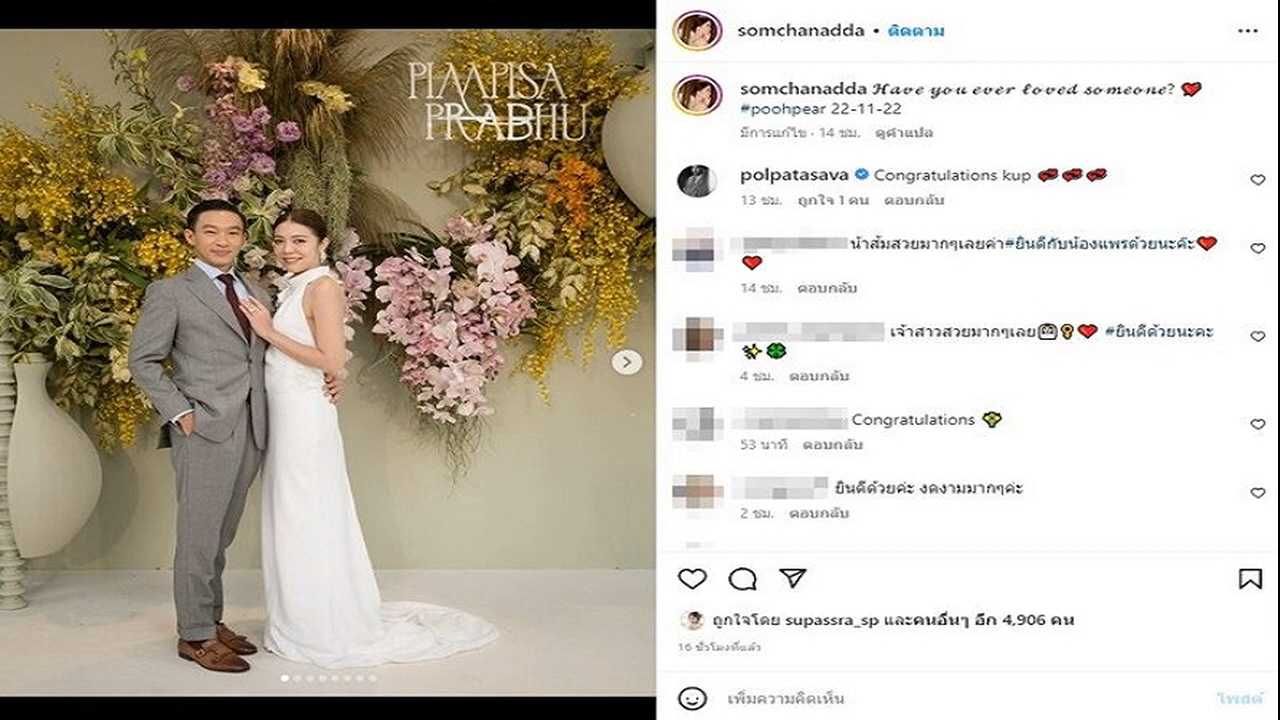 PIMAPISA
PRABHU
somchanadda • ติดตาม
somchanadda Have you ever loved someone? ❤️
#poohpear 22-11-22
มีการแก้ไข · 14 ชม. ดูคำแปล
polpatasava Congratulations kup 💞💞💞
13 ชม. ถูกใจ 1 คน ตอบกลับ
น้าส้มสวยมากๆเลยค่า#ยินดีกับน้องแพรด้วยนะค๊ะ❤️
❤️
14 ชม. ตอบกลับ
เจ้าสาวสวยมากๆเลย👰🏻‍♀️❤️ #ยินดีด้วยนะคะ
✨🍀
4 ชม. ตอบกลับ
Congratulations 💐
53 นาที ตอบกลับ
ยินดีด้วยค่ะ งดงามมากๆค่ะ
2 ชม. ตอบกลับ
ถูกใจโดย supassra_sp และคนอื่นๆ อีก 4,906 คน
16 ชั่วโมงที่แล้ว
เพิ่มความคิดเห็น
โพสต์